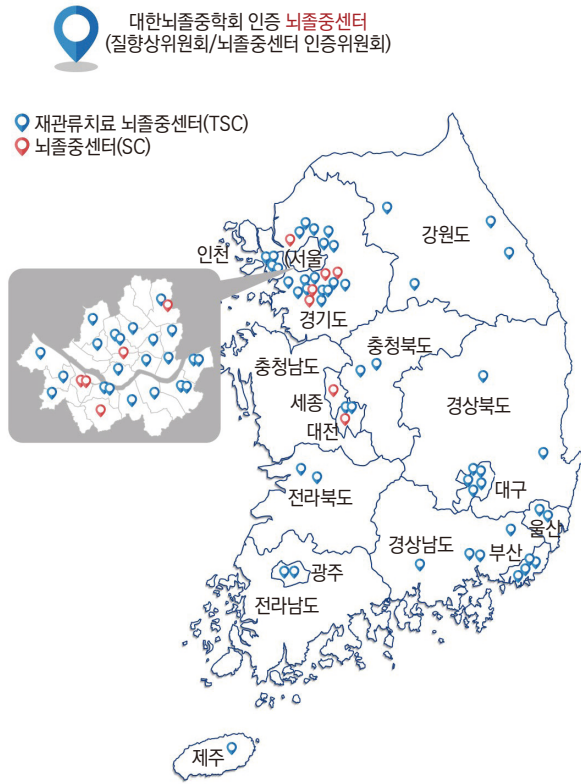 대한뇌졸중학회 인증 뇌졸중센터
(질향상위원회/뇌졸중센터 인증위원회)
재관류치료 뇌졸중센터(TSC)
뇌졸중센터(SC)
강원도
인천
(서울
경기도
충청북도
충청남도
세종
경상북도
대전
대구
전라북도
울산
경상남도
부산
광주
전라남도
제주